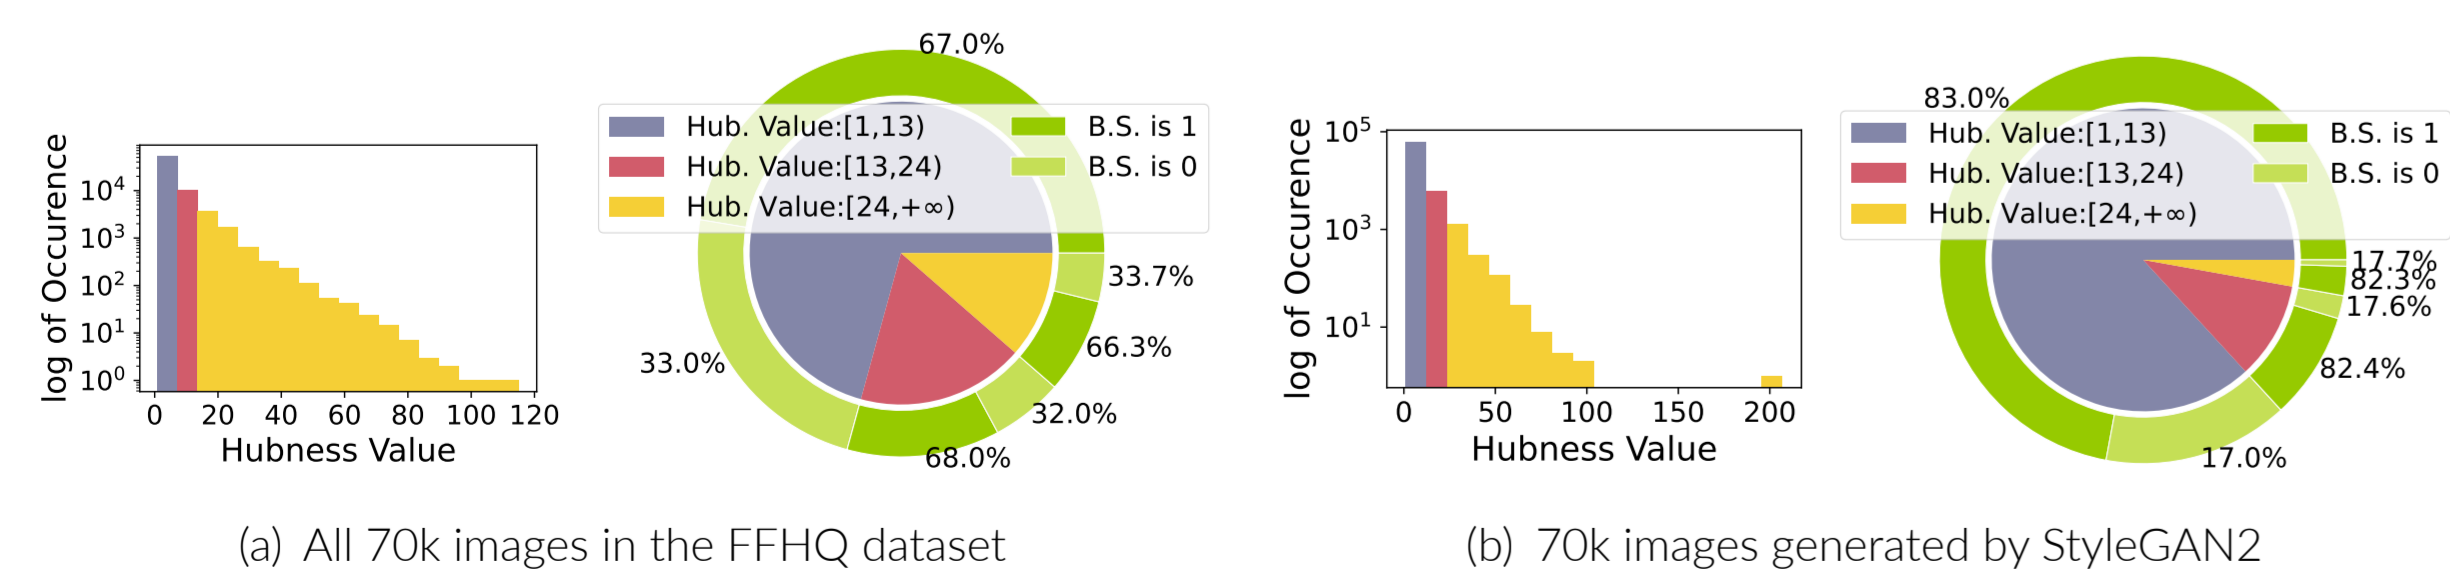 log of Occurence
10⁴
10³
10²
10¹
10⁰
0 20 40 60 80 100 120
Hubness Value
67.0%
Hub. Value:[1,13)
Hub. Value:[13,24)
Hub. Value:[24,+∞)
B.S. is 1
B.S. is 0
33.7%
66.3%
32.0%
68.0%
33.0%
(a) All 70k images in the FFHQ dataset
log of Occurence
10⁵
10³
10¹
0 50 100 150 200
Hubness Value
83.0%
Hub. Value:[1,13)
Hub. Value:[13,24)
Hub. Value:[24,+∞)
B.S. is 1
B.S. is 0
17.7%
82.3%
17.6%
82.4%
17.0%
(b) 70k images generated by StyleGAN2